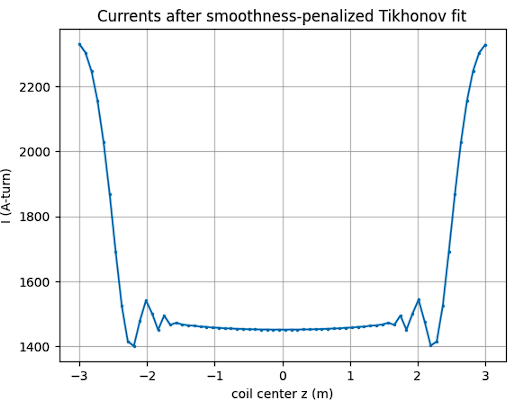 Currents after smoothness-penalized Tikhonov fit
I (A-turn)
2200
2000
1800
1600
1400
−3 −2 −1 0 1 2 3
coil center z (m)